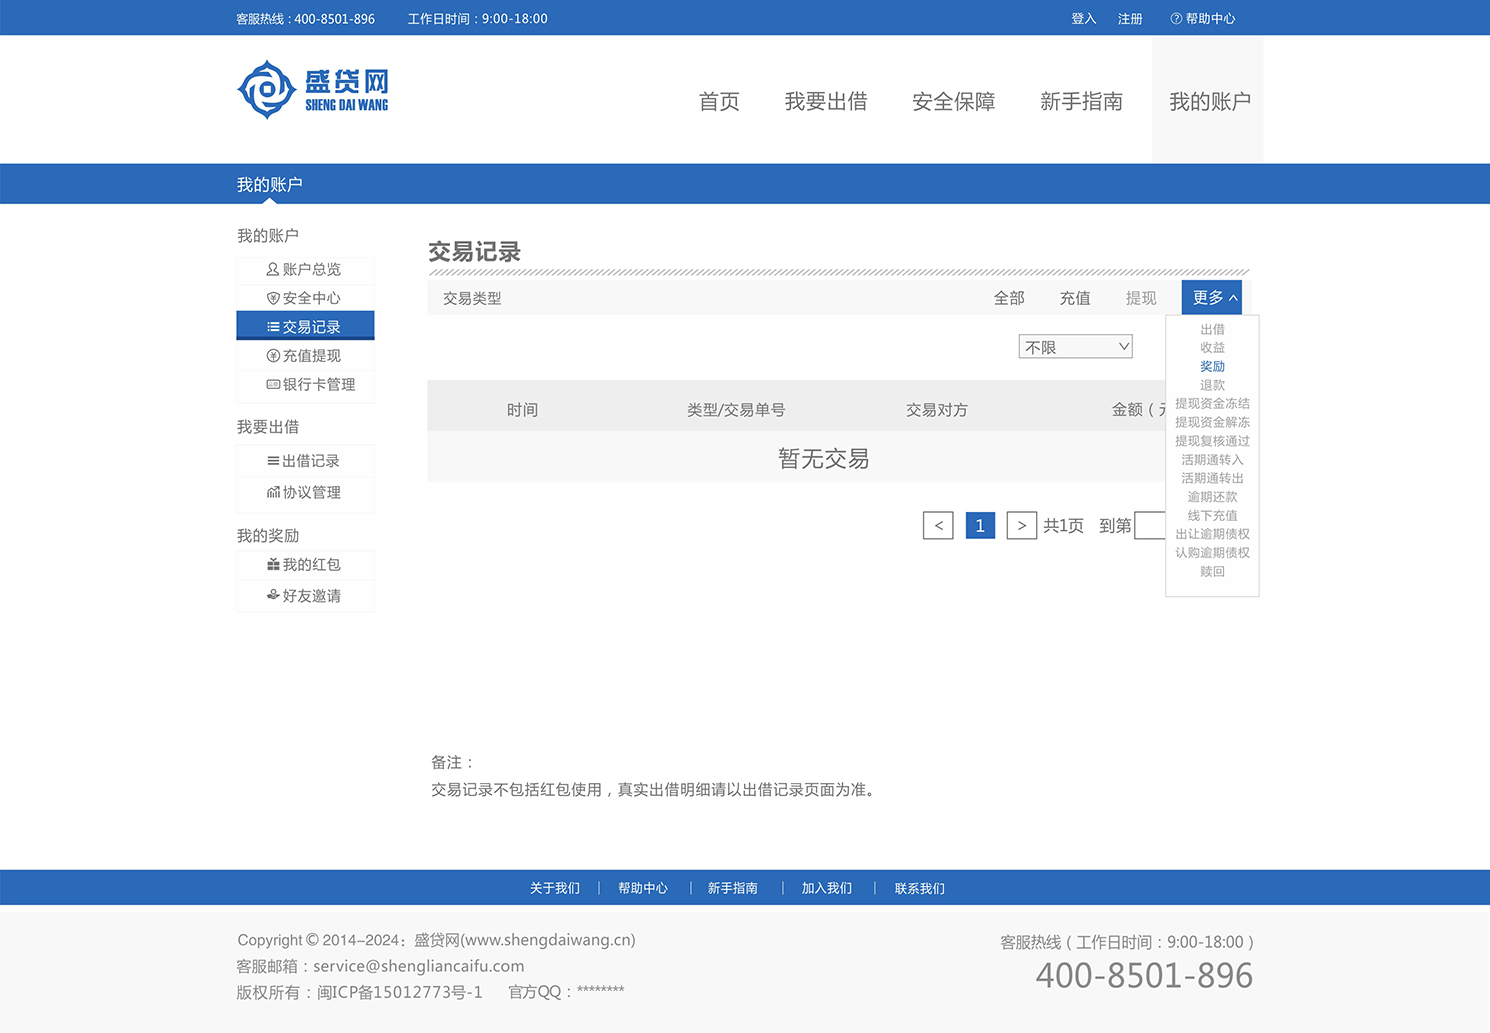 客服热线：400-8501-896 工作日时间：9:00-18:00 登入 注册 帮助中心
盛贷网
SHENG DAI WANG
首页 我要出借 安全保障 新手指南 我的账户
我的账户
我的账户
账户总览
安全中心
交易记录
充值提现
银行卡管理
我要出借
出借记录
协议管理
我的奖励
我的红包
好友邀请
交易记录
交易类型 全部 充值 提现 更多
不限
出借
收益
奖励
退款
提现资金冻结
提现资金解冻
提现复核通过
活期通转入
活期通转出
逾期还款
线下充值
出让逾期债权
认购逾期债权
赎回
时间 类型/交易单号 交易对方 金额（元
暂无交易
< 1 > 共1页 到第
备注：
交易记录不包括红包使用，真实出借明细请以出借记录页面为准。
关于我们 | 帮助中心 | 新手指南 | 加入我们 | 联系我们
Copyright © 2014-2024：盛贷网(www.shengdaiwang.cn)
客服邮箱：service@shengliancaifu.com
版权所有：闽ICP备15012773号-1 官方QQ：********
客服热线（工作日时间：9:00-18:00）
400-8501-896